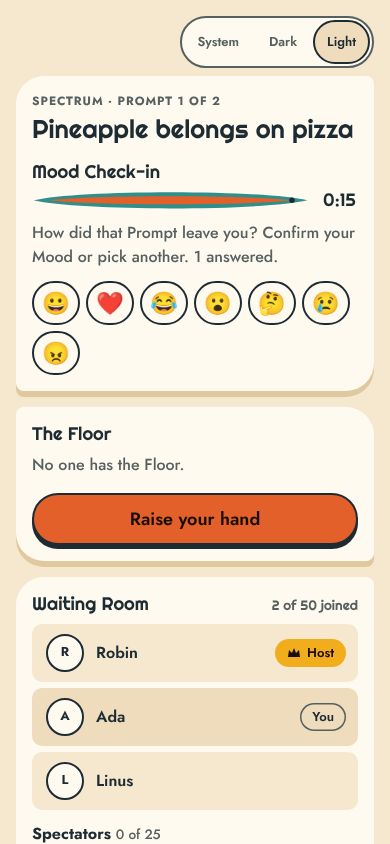 System Dark Light
SPECTRUM · PROMPT 1 OF 2
Pineapple belongs on pizza
Mood Check-in
0:15
How did that Prompt leave you? Confirm your
Mood or pick another. 1 answered.
The Floor
No one has the Floor.
Raise your hand
Waiting Room 2 of 50 joined
R Robin Host
A Ada You
L Linus
Spectators 0 of 25